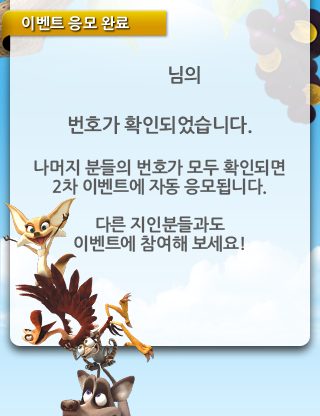 이벤트 응모 완료
님의
번호가 확인되었습니다.
나머지 분들의 번호가 모두 확인되면
2차 이벤트에 자동 응모됩니다.
다른 지인분들과도
이벤트에 참여해 보세요!